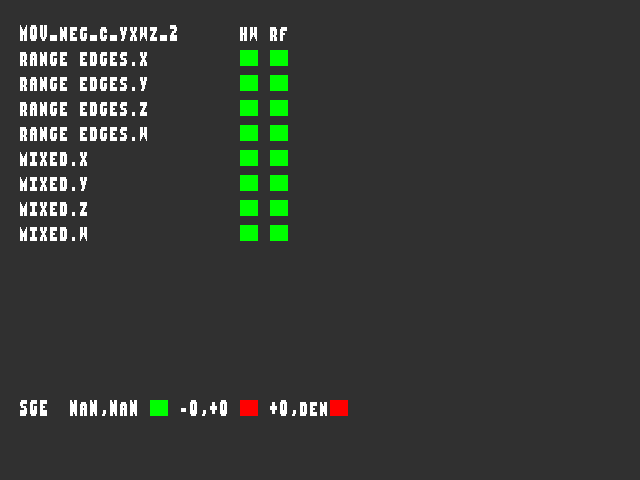 MOV_NEG_C_YXWZ_2 HW RF
RANGE EDGES.X
RANGE EDGES.Y
RANGE EDGES.Z
RANGE EDGES.W
MIXED.X
MIXED.Y
MIXED.Z
MIXED.W
SGE NAN,NAN -0,+0 +0,DEN